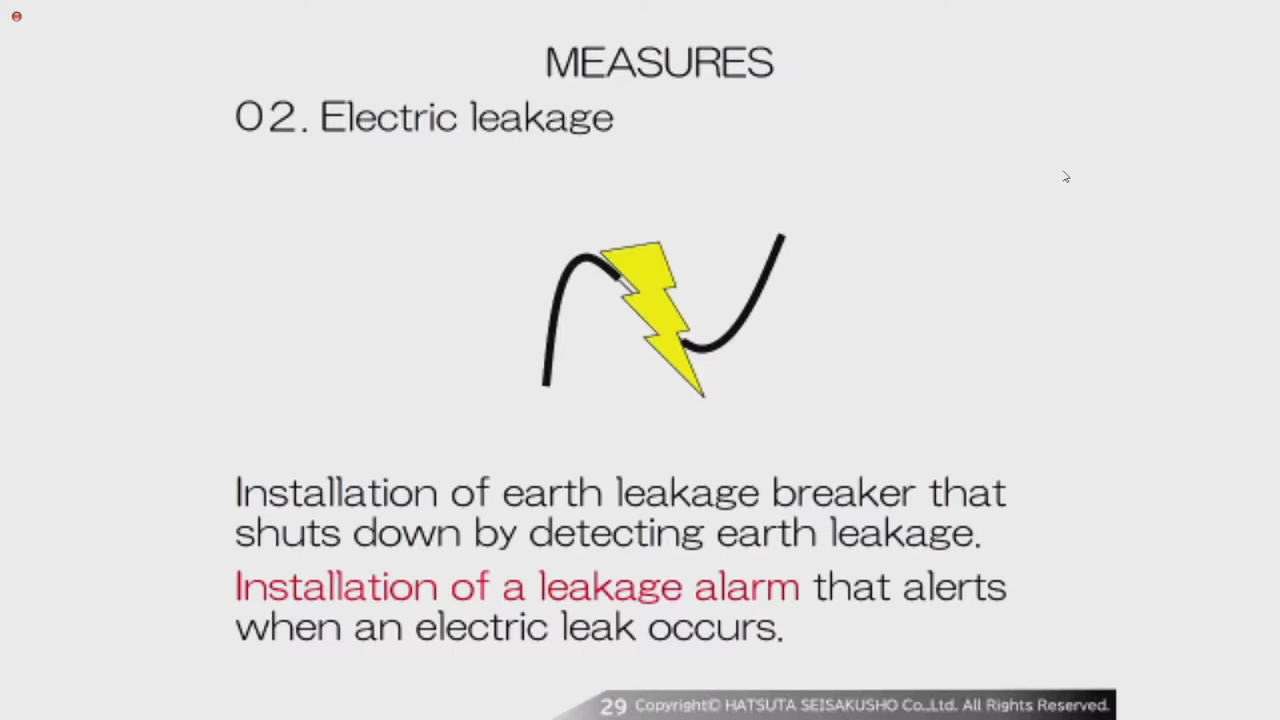 MEASURES
02. Electric leakage
Installation of earth leakage breaker that
shuts down by detecting earth leakage.
Installation of a leakage alarm that alerts
when an electric leak occurs.
29 Copyright© HATSUTA SEISAKUSHO Co.,Ltd. All Rights Reserved.